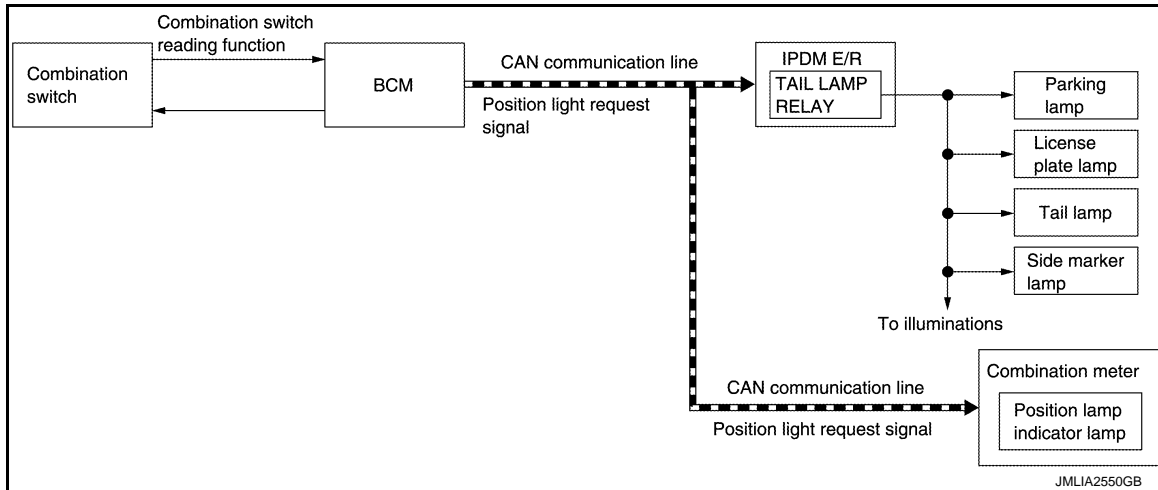 Combination switch
reading function
Combination
switch
BCM
CAN communication line
Position light request
signal
IPDM E/R
TAIL LAMP
RELAY
Parking
lamp
License
plate lamp
Tail lamp
Side marker
lamp
To illuminations
CAN communication line
Position light request signal
Combination meter
Position lamp
indicator lamp
JMLIA2550GB